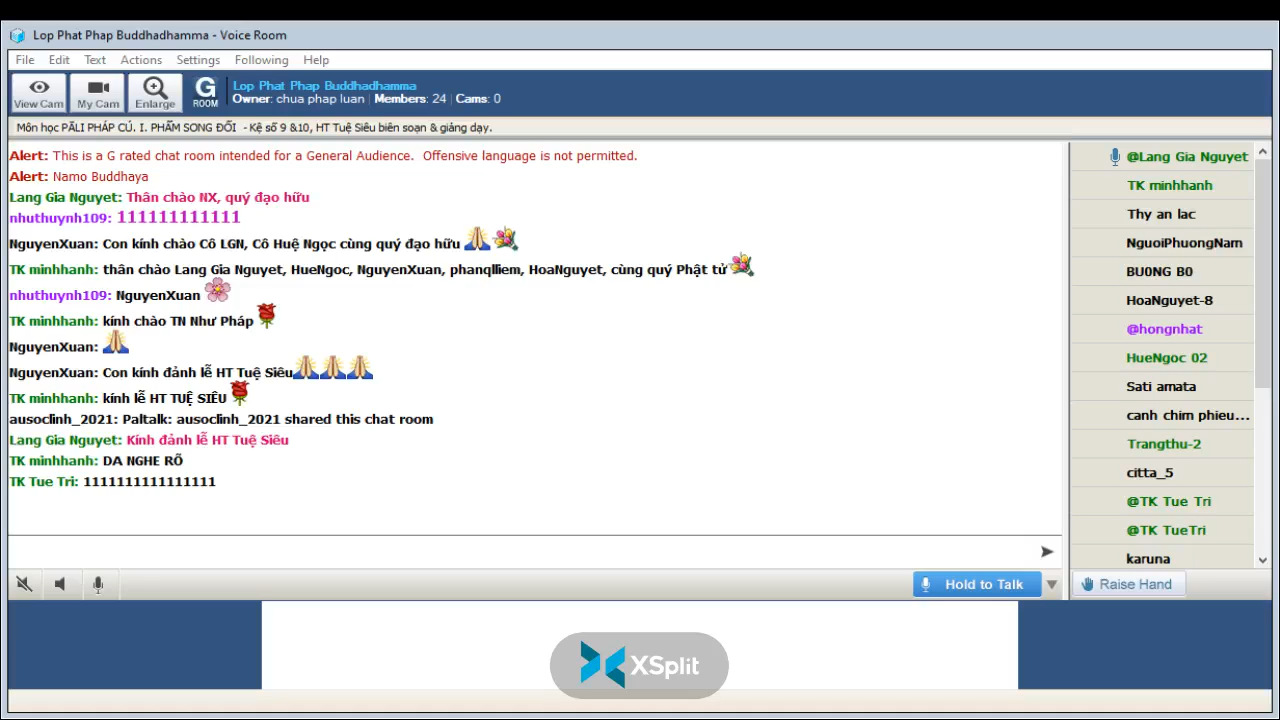 Lop Phat Phap Buddhadhamma - Voice Room
File Edit Text Actions Settings Following Help
View Cam My Cam Enlarge G ROOM
Lop Phat Phap Buddhadhamma
Owner: chua phap luan | Members: 24 | Cams: 0
Môn học PĀLI PHÁP CÚ. I. PHẨM SONG ĐỐI - Kệ số 9 &10, HT Tuệ Siêu biên soạn & giảng dạy.
Alert: This is a G rated chat room intended for a General Audience. Offensive language is not permitted.
Alert: Namo Buddhaya
Lang Gia Nguyet: Thân chào NX, quý đạo hữu
nhuthuynh109: 111111111111
NguyenXuan: Con kính chào Cô LGN, Cô Huệ Ngọc cùng quý đạo hữu
TK minhhanh: thân chào Lang Gia Nguyet, HueNgoc, NguyenXuan, phanqlliem, HoaNguyet, cùng quý Phật tử
nhuthuynh109: NguyenXuan
TK minhhanh: kính chào TN Như Pháp
NguyenXuan:
NguyenXuan: Con kính đảnh lễ HT Tuệ Siêu
TK minhhanh: kính lễ HT TUỆ SIÊU
ausoclinh_2021: Paltalk: ausoclinh_2021 shared this chat room
Lang Gia Nguyet: Kính đảnh lễ HT Tuệ Siêu
TK minhhanh: DA NGHE RÕ
TK Tue Tri: 1111111111111111
@Lang Gia Nguyet
TK minhhanh
Thy an lac
NguoiPhuongNam
BU0NG B0
HoaNguyet-8
@hongnhat
HueNgoc 02
Sati amata
canh chim phieu...
Trangthu-2
citta_5
@TK Tue Tri
@TK TueTri
karuna
Hold to Talk
Raise Hand
XSplit